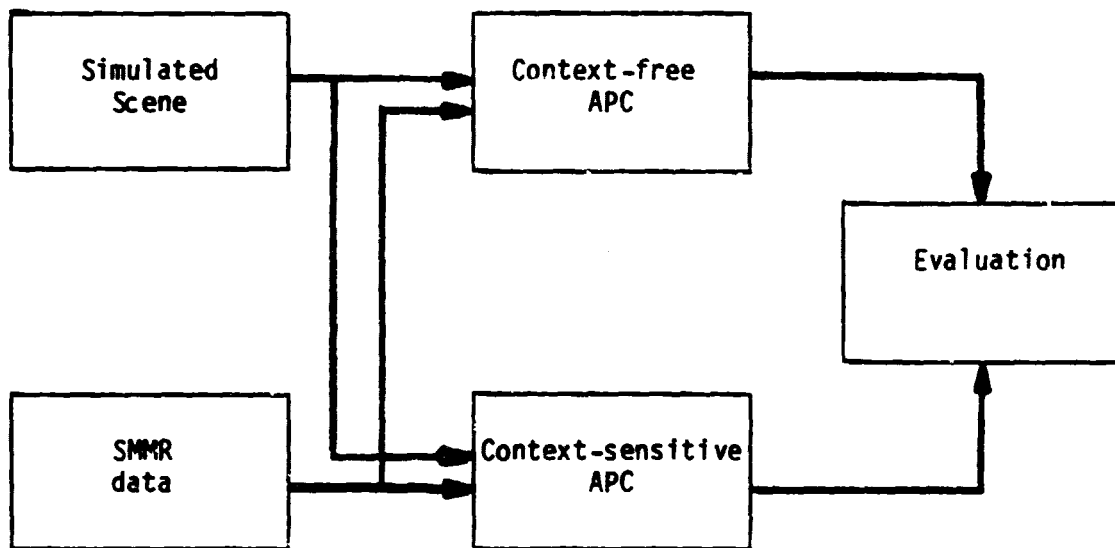 Simulated
Scene
Context-free
APC
Evaluation
SMMR
data
Context-sensitive
APC